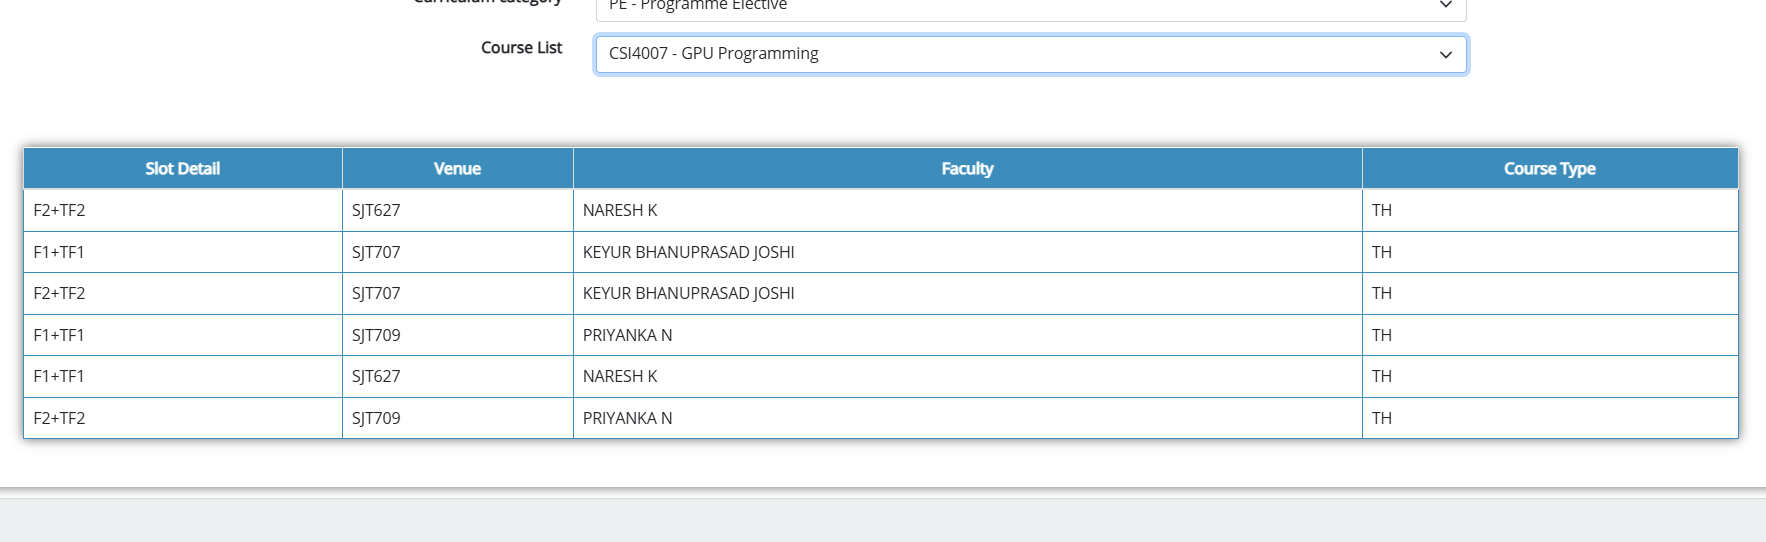 Curriculum category
PE - Programme Elective
Course List
CSI4007 - GPU Programming
Slot Detail Venue Faculty Course Type
F2+TF2 SJT627 NARESH K TH
F1+TF1 SJT707 KEYUR BHANUPRASAD JOSHI TH
F2+TF2 SJT707 KEYUR BHANUPRASAD JOSHI TH
F1+TF1 SJT709 PRIYANKA N TH
F1+TF1 SJT627 NARESH K TH
F2+TF2 SJT709 PRIYANKA N TH